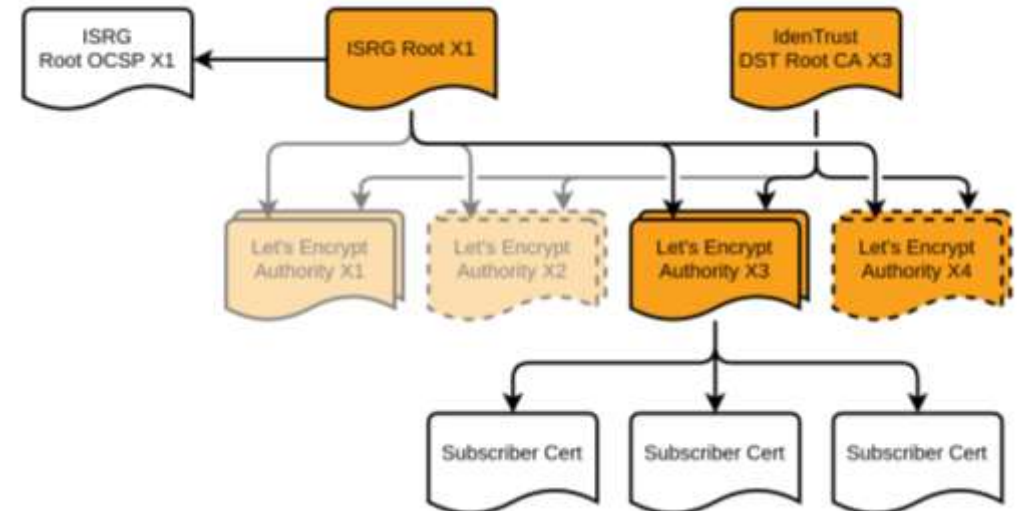 ISRG
Root OCSP X1
ISRG Root X1
IdenTrust
DST Root CA X3
Let's Encrypt
Authority X1
Let's Encrypt
Authority X2
Let's Encrypt
Authority X3
Let's Encrypt
Authority X4
Subscriber Cert
Subscriber Cert
Subscriber Cert